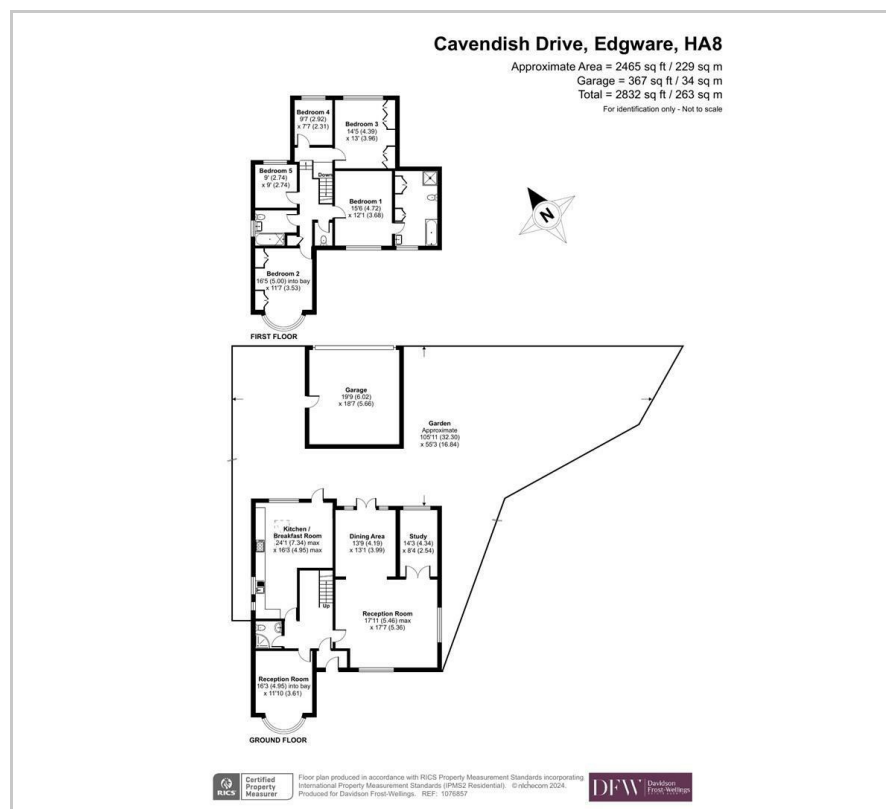 Cavendish Drive, Edgware, HA8
Approximate Area = 2465 sq ft / 229 sq m
Garage = 367 sq ft / 34 sq m
Total = 2832 sq ft / 263 sq m
For identification only - Not to scale
Bedroom 4
9'7 (2.92)
x 7'7 (2.31)
Bedroom 3
14'5 (4.39)
x 13' (3.96)
Down
Bedroom 5
9' (2.74)
x 9' (2.74)
Bedroom 1
15'6 (4.72)
x 12'1 (3.68)
N
Bedroom 2
16'5 (5.00) into bay
x 11'7 (3.53)
FIRST FLOOR
Garage
19'9 (6.02)
x 18'7 (5.66)
Garden
Approximate
105'11 (32.30)
x 55'3 (16.84)
Kitchen /
Breakfast Room
24'1 (7.34) max
x 16'3 (4.95) max
Dining Area
13'9 (4.19)
x 13'1 (3.99)
Study
14'3 (4.34)
x 8'4 (2.54)
Up
Reception Room
17'11 (5.46) max
x 17'7 (5.36)
Reception Room
16'3 (4.95) into bay
x 11'10 (3.61)
GROUND FLOOR
RICS
Certified
Property
Measurer
Floor plan produced in accordance with RICS Property Measurement Standards incorporating
International Property Measurement Standards (IPMS2 Residential). © nichecom 2024.
Produced for Davidson Frost-Wellings. REF: 1076857
DFW
Davidson
Frost-Wellings